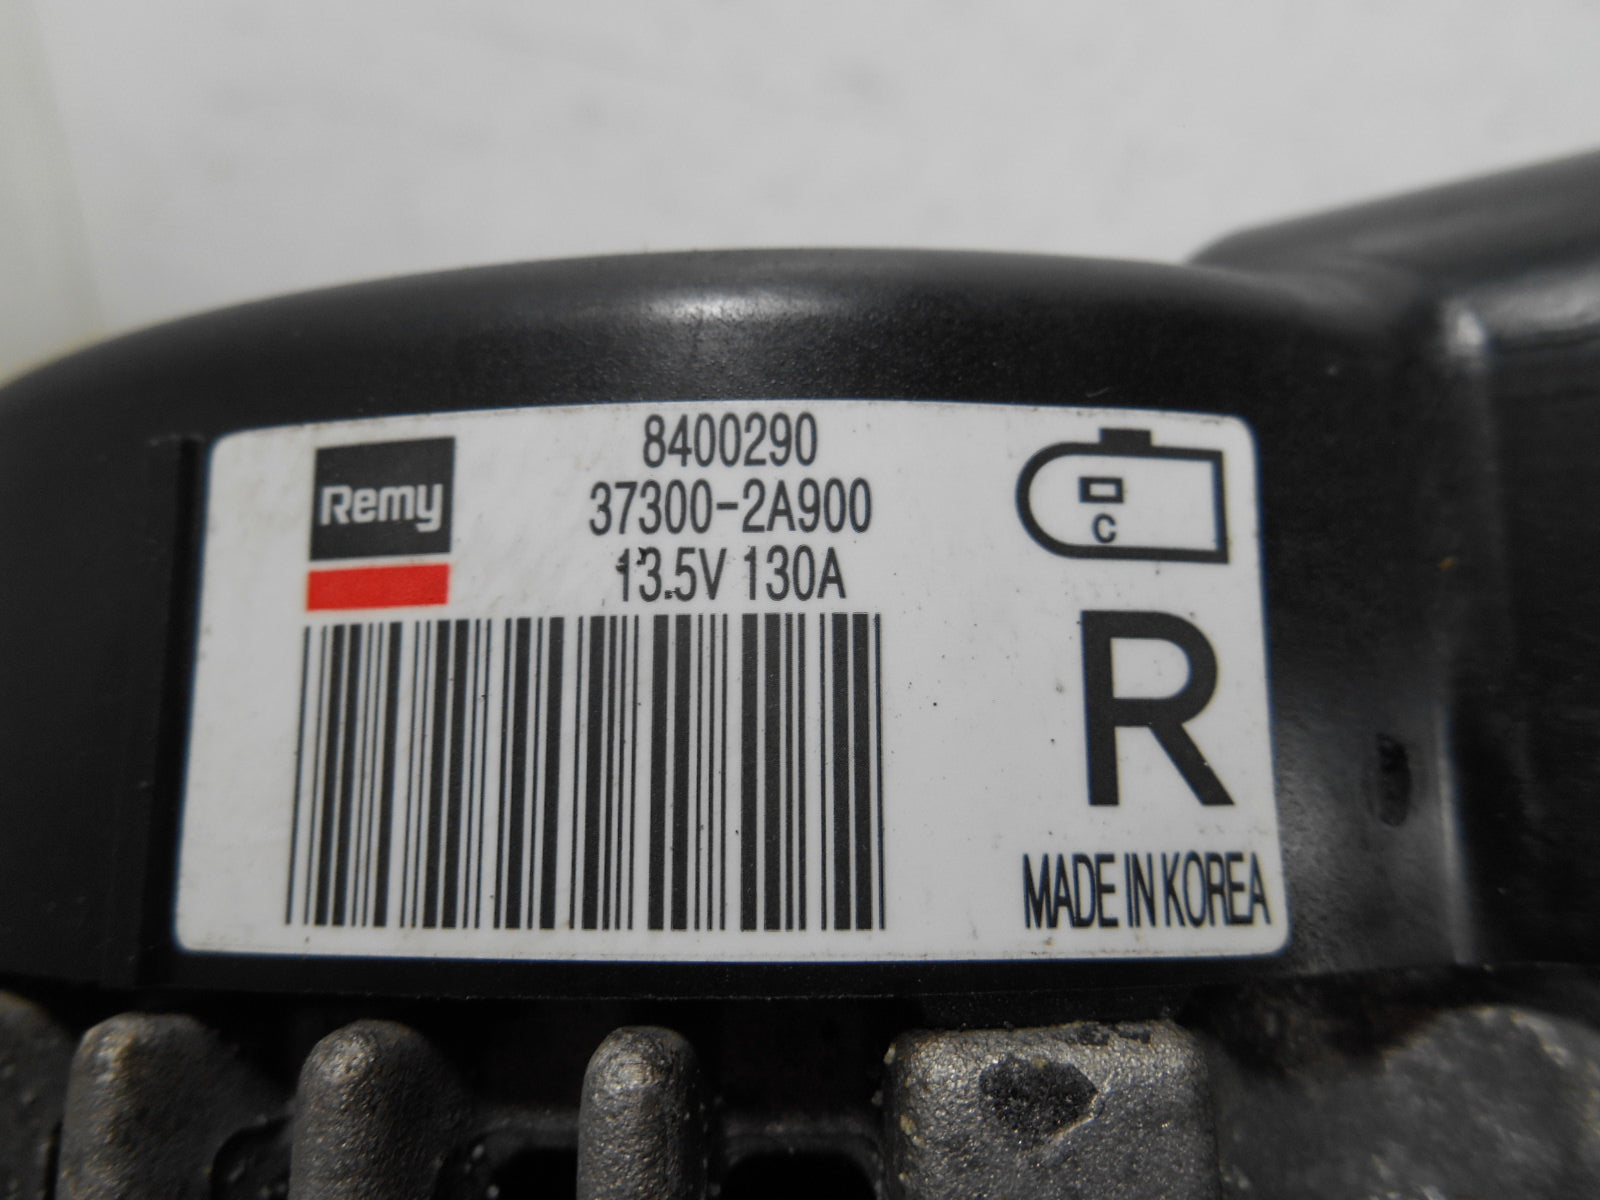 Remy
8400290
37300-2A900
13.5V 130A
C
R
MADE IN KOREA